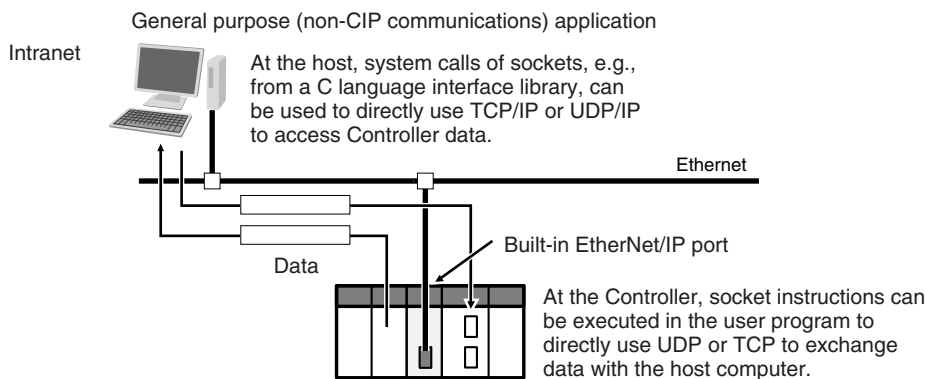 General purpose (non-CIP communications) application
Intranet
At the host, system calls of sockets, e.g.,
from a C language interface library, can
be used to directly use TCP/IP or UDP/IP
to access Controller data.
Ethernet
Built-in EtherNet/IP port
Data
At the Controller, socket instructions can
be executed in the user program to
directly use UDP or TCP to exchange
data with the host computer.